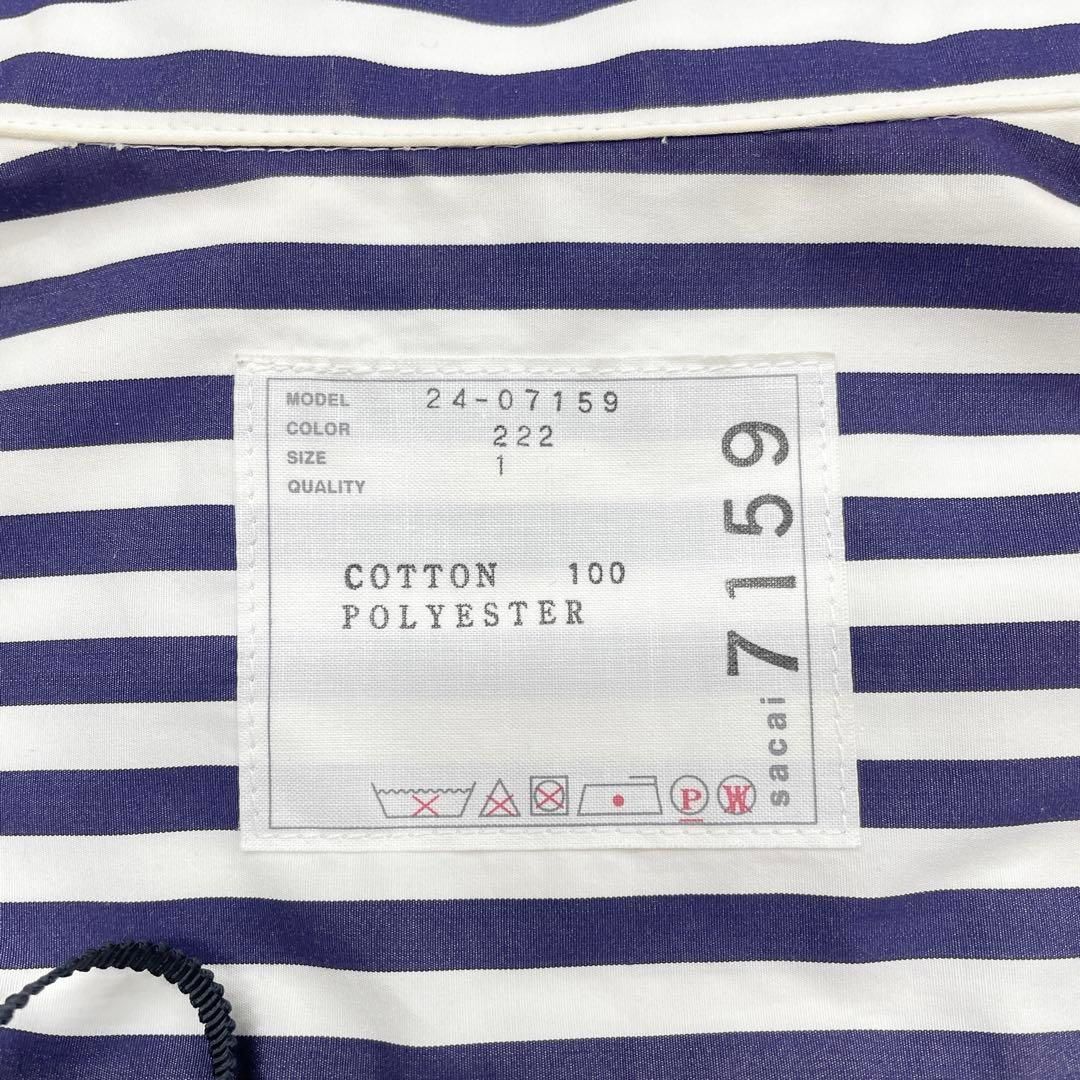 MODEL 24-07159
COLOR 222
SIZE 1
QUALITY
COTTON 100
POLYESTER
P W
sacai 7159